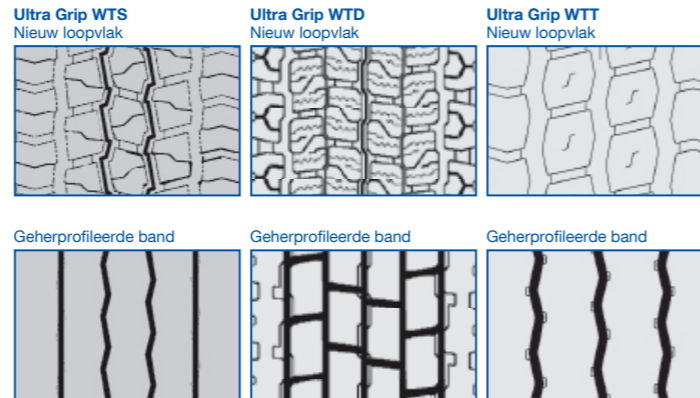 Ultra Grip WTS
Nieuw loopvlak
Ultra Grip WTD
Nieuw loopvlak
Ultra Grip WTT
Nieuw loopvlak
Geherprofileerde band
Geherprofileerde band
Geherprofileerde band